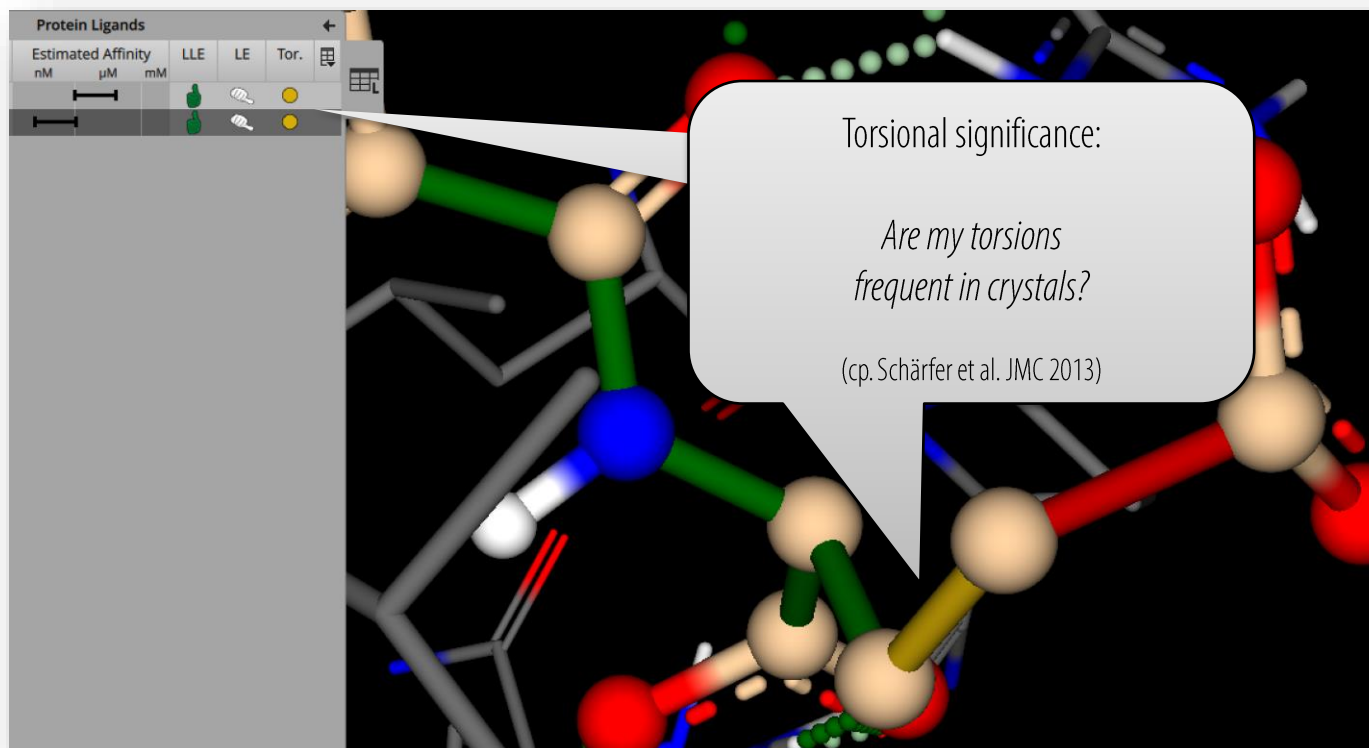 Protein Ligands
Estimated Affinity LLE LE Tor.
nM µM mM
L
Torsional significance:
Are my torsions
frequent in crystals?
(cp. Schärfer et al. JMC 2013)